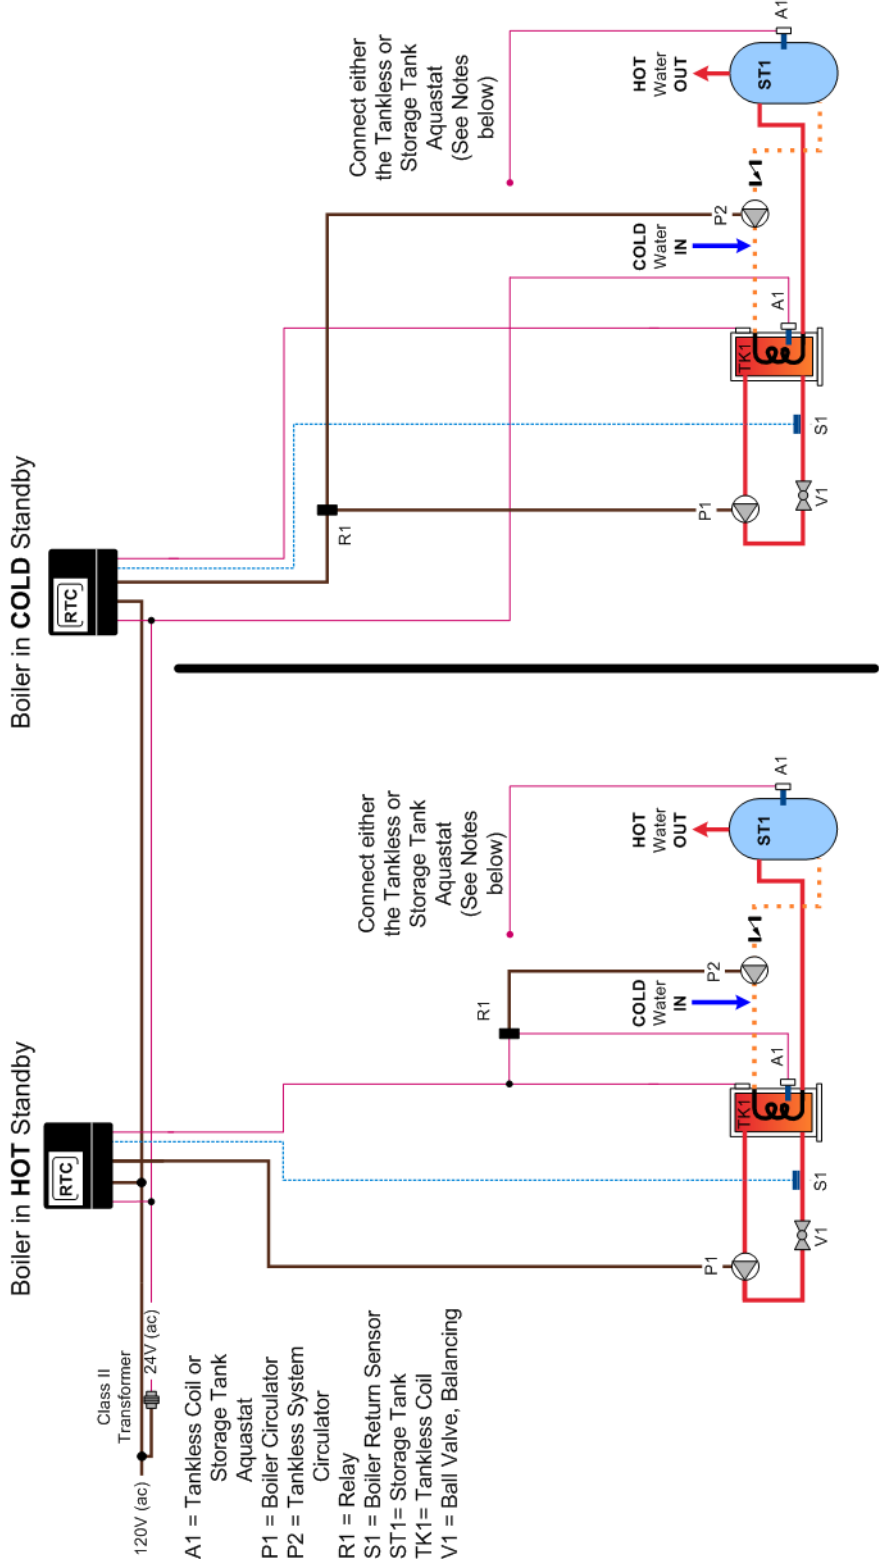 Boiler in HOT Standby
Boiler in COLD Standby
120V (ac)
Class II
Transformer
24V (ac)
RTC
RTC
A1 = Tankless Coil or
Storage Tank
Aquastat
P1 = Boiler Circulator
P2 = Tankless System
Circulator
R1 = Relay
S1 = Boiler Return Sensor
ST1= Storage Tank
TK1= Tankless Coil
V1 = Ball Valve, Balancing
Connect either
the Tankless or
Storage Tank
Aquastat
(See Notes
below)
R1
P1
P2
COLD
Water
IN
HOT
Water
OUT
TK1
A1
ST1
A1
V1
S1
Connect either
the Tankless or
Storage Tank
Aquastat
(See Notes
below)
R1
P1
P2
COLD
Water
IN
HOT
Water
OUT
TK1
A1
ST1
A1
V1
S1